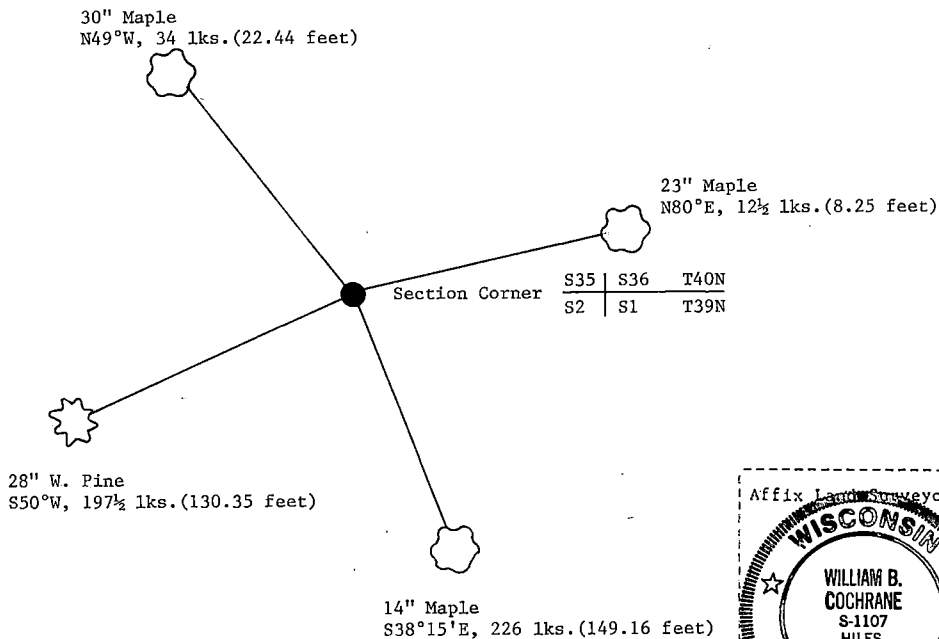 30" Maple
N49°W, 34 lks.(22.44 feet)
23" Maple
N80°E, 12½ lks.(8.25 feet)
Section Corner
S35 | S36 T40N
S2 | S1 T39N
28" W. Pine
S50°W, 197½ lks.(130.35 feet)
14" Maple
S38°15'E, 226 lks.(149.16 feet)
Affix Land
WISCONSIN
WILLIAM B.
COCHRANE
S-1107
HILES